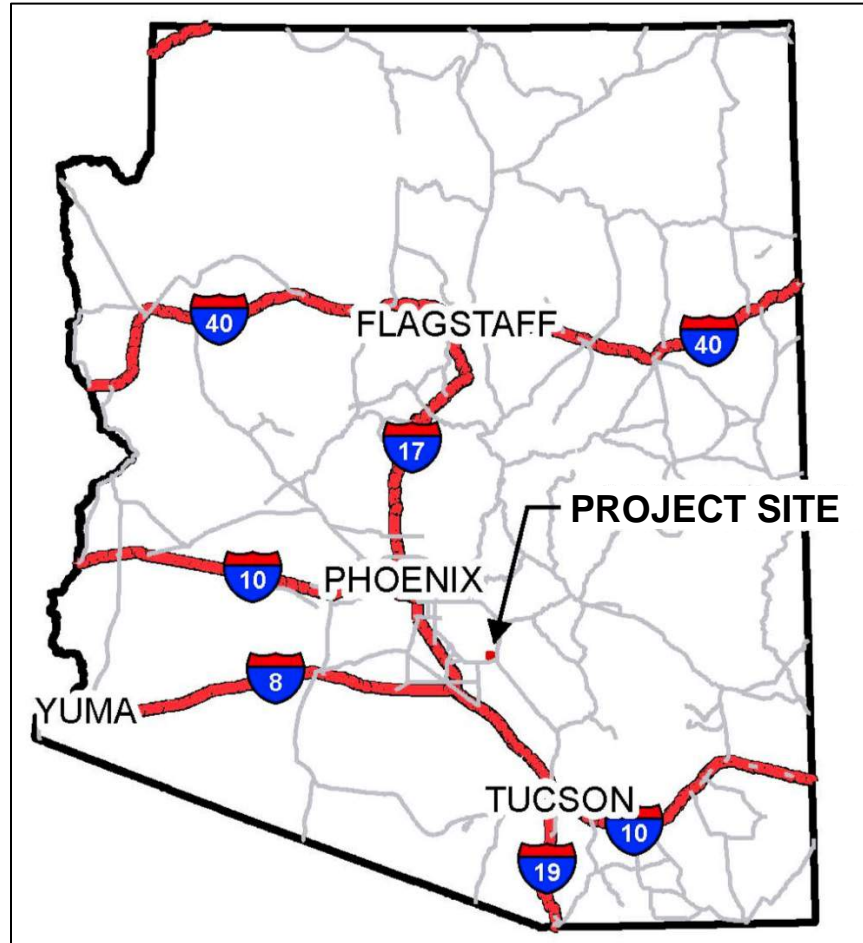 40
FLAGSTAFF
40
17
PROJECT SITE
10
PHOENIX
8
YUMA
TUCSON
10
19